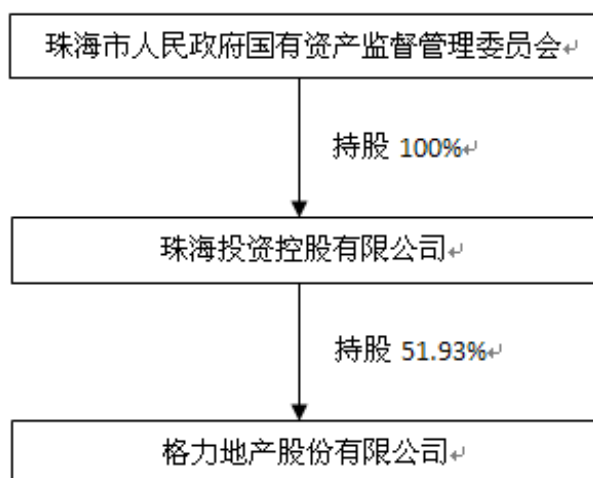 珠海市人民政府国有资产监督管理委员会
持股 100%
珠海投资控股有限公司
持股 51.93%
格力地产股份有限公司